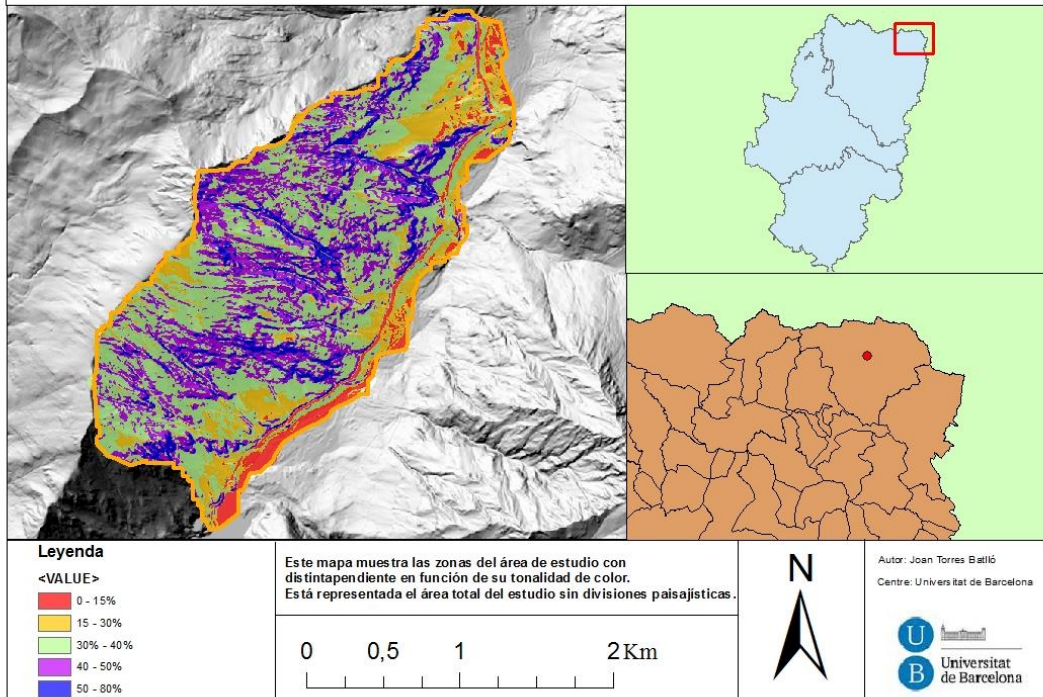 Leyenda
<VALUE>
0 - 15%
15 - 30%
30% - 40%
40 - 50%
50 - 80%
Este mapa muestra las zonas del área de estudio con
distintapendiente en función de su tonalidad de color.
Está representada el área total del estudio sin divisiones paisajísticas.
0 0,5 1 2 Km
N
Autor: Joan Torres Batlló
Centre: Universitat de Barcelona
U
B
Universitat
de Barcelona